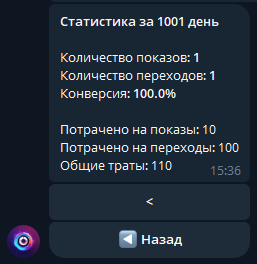 Статистика за 1001 день
Количество показов: 1
Количество переходов: 1
Конверсия: 100.0%
Потрачено на показы: 10
Потрачено на переходы: 100
Общие траты: 110
15:36
<
◀️ Назад